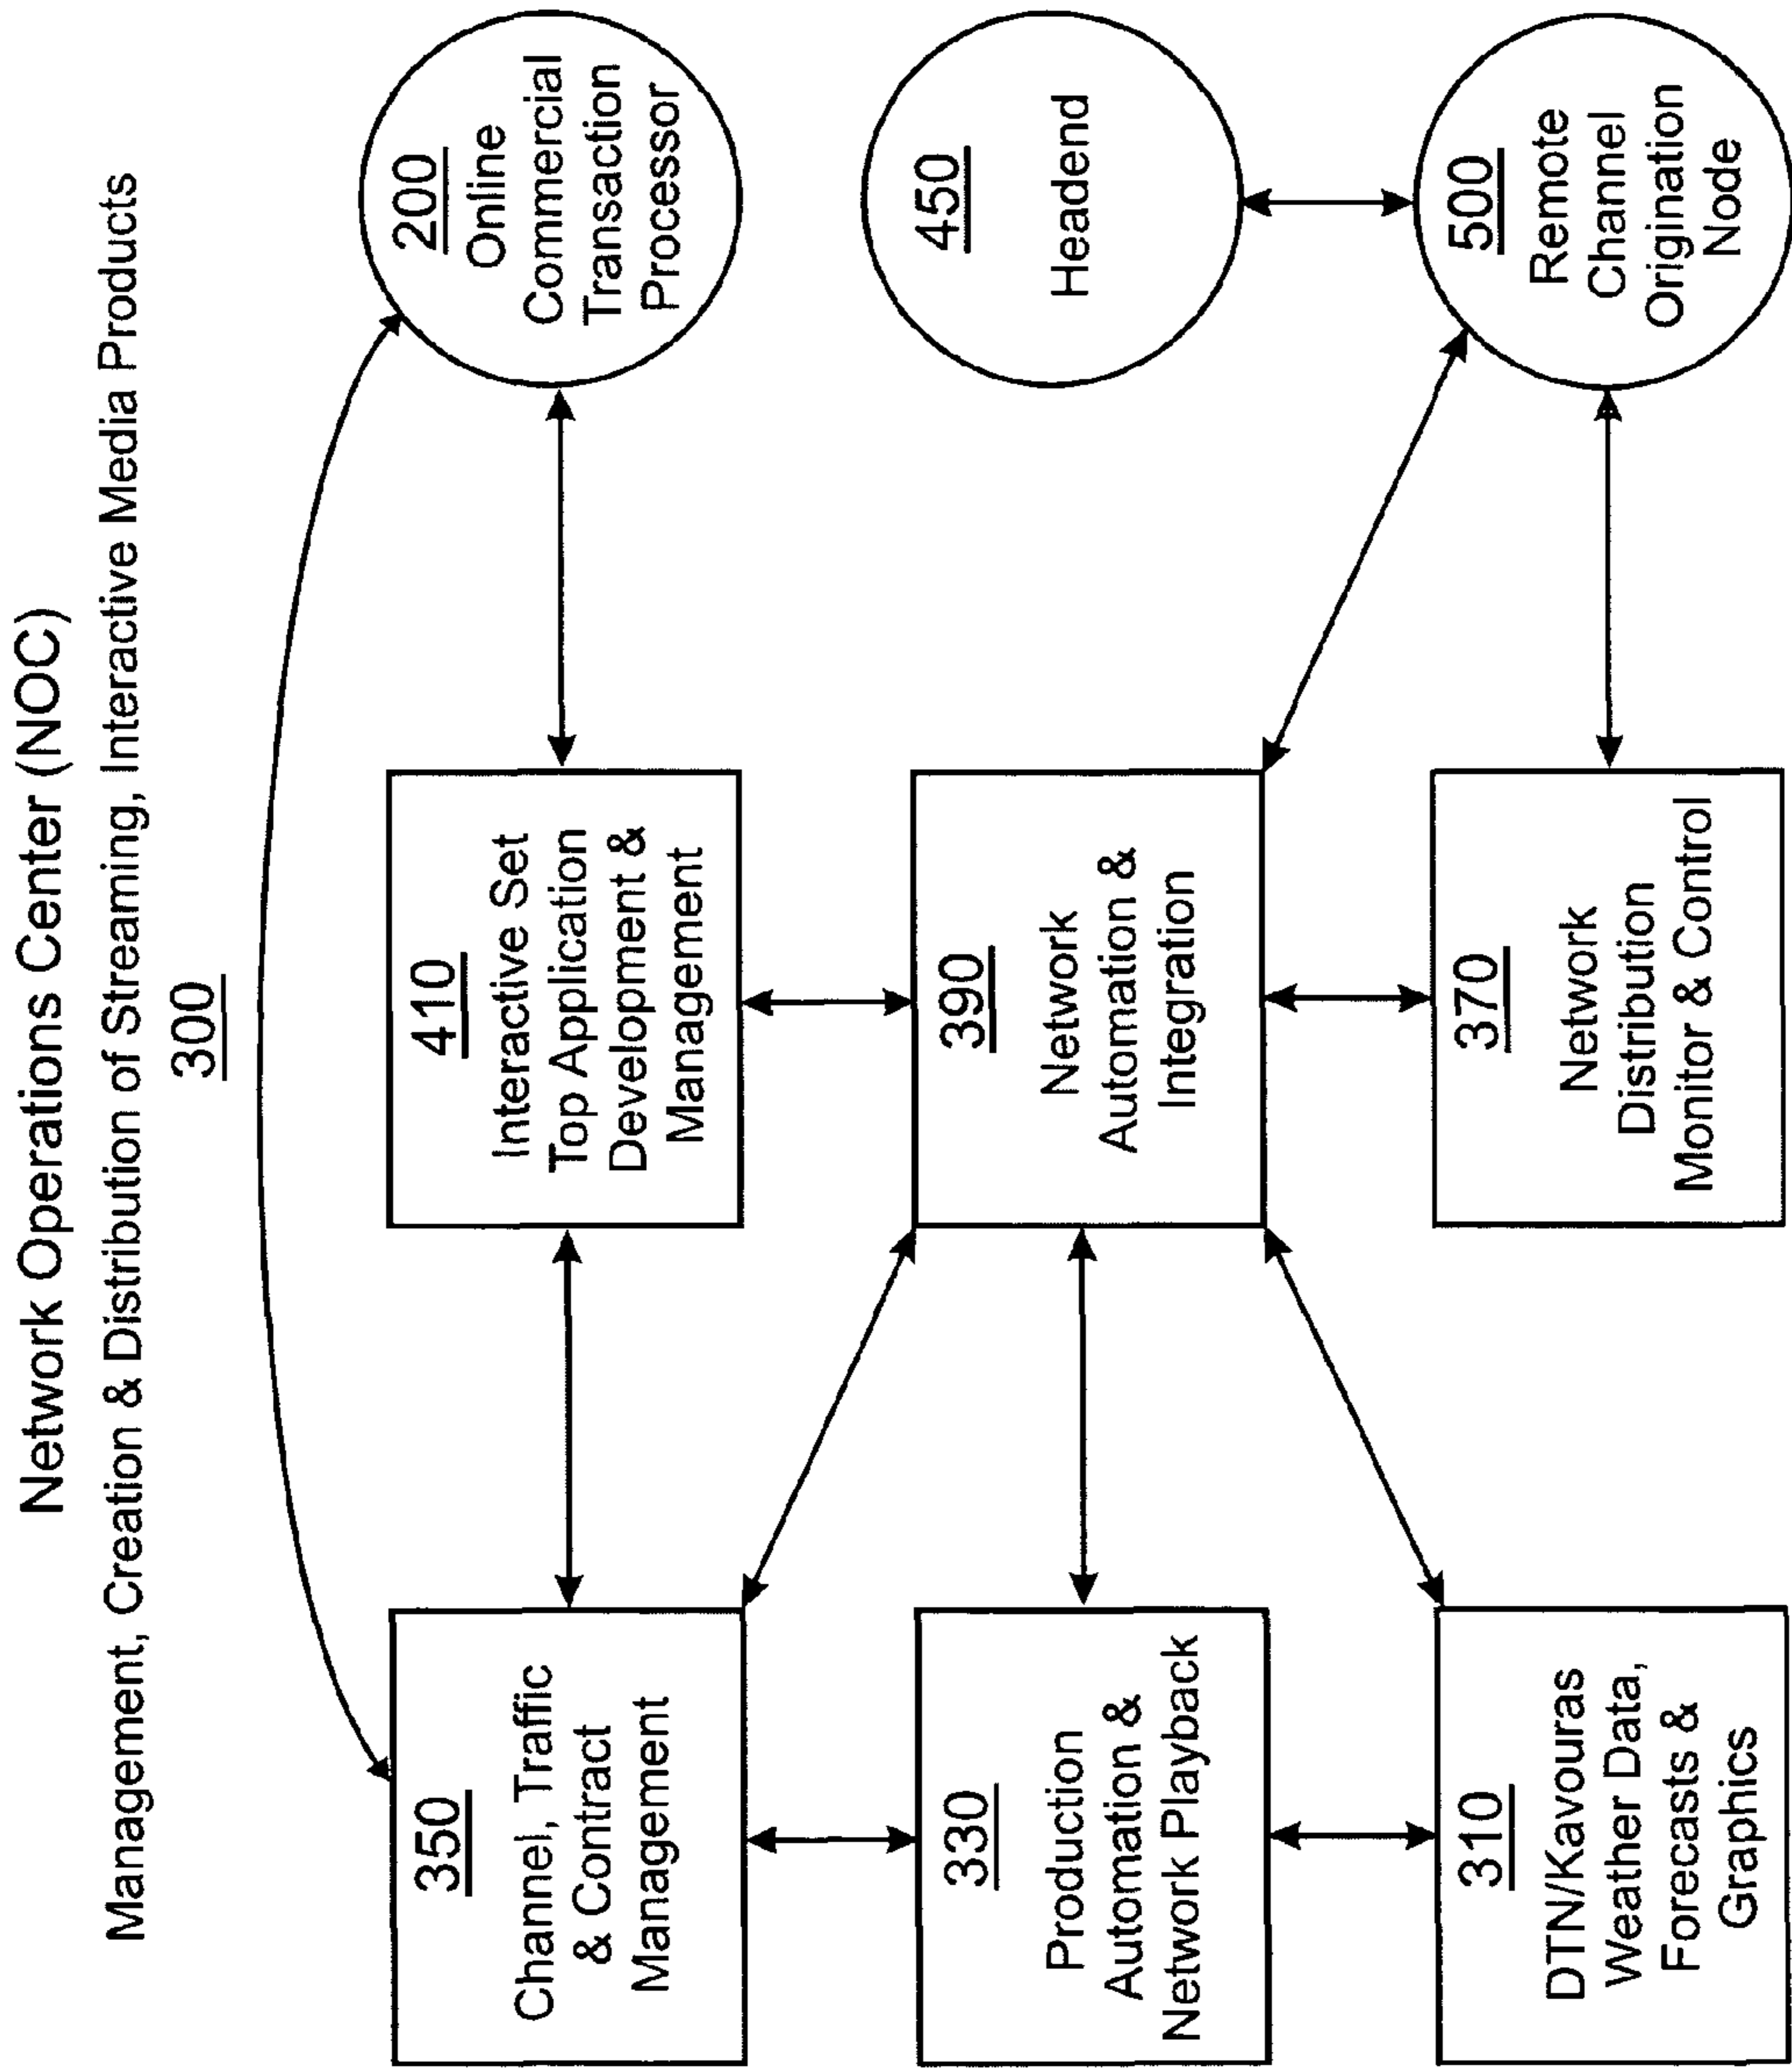 Network Operations Center (NOC)
Management, Creation & Distribution of Streaming, Interactive Media Products
300
350
Channel, Traffic
& Contract
Management
410
Interactive Set
Top Application
Development &
Management
200
Online
Commercial
Transaction
Processor
330
Production
Automation &
Network Playback
390
Network
Automation &
Integration
450
Headend
310
DTN/Kavouras
Weather Data,
Forecasts &
Graphics
370
Network
Distribution
Monitor & Control
500
Remote
Channel
Origination
Node